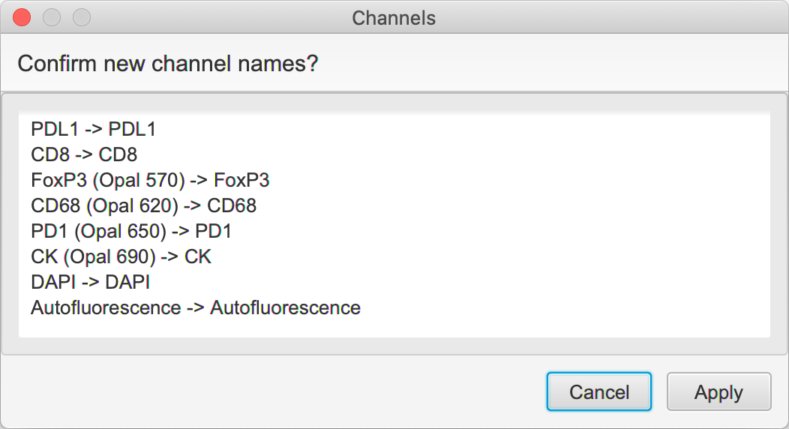 Channels
Confirm new channel names?
PDL1 -> PDL1
CD8 -> CD8
FoxP3 (Opal 570) -> FoxP3
CD68 (Opal 620) -> CD68
PD1 (Opal 650) -> PD1
CK (Opal 690) -> CK
DAPI -> DAPI
Autofluorescence -> Autofluorescence
Cancel Apply